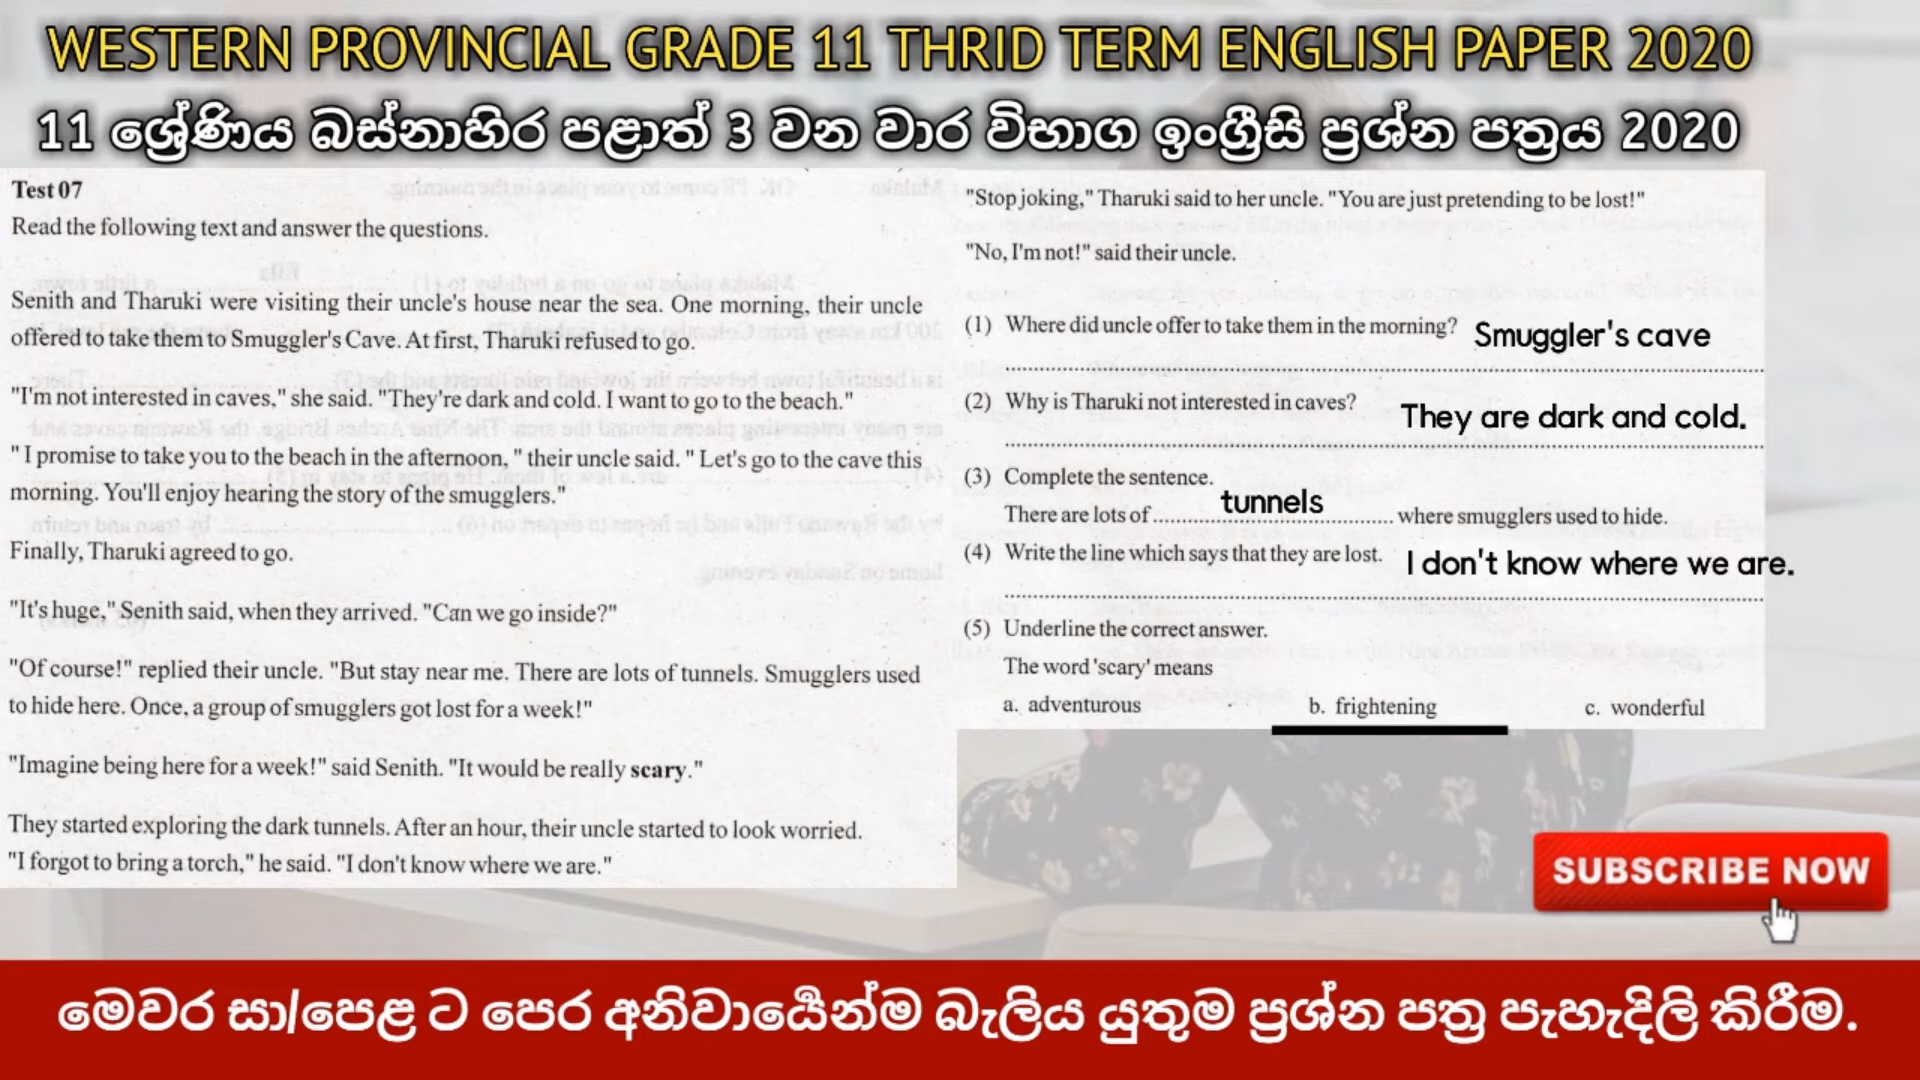 WESTERN PROVINCIAL GRADE 11 THRID TERM ENGLISH PAPER 2020
11 ශ්‍රේණිය බස්නාහිර පළාත් 3 වන වාර විභාග ඉංග්‍රීසි ප්‍රශ්න පත්‍රය 2020
Test 07
Read the following text and answer the questions.
Senith and Tharuki were visiting their uncle's house near the sea. One morning, their uncle
offered to take them to Smuggler's Cave. At first, Tharuki refused to go.
"I'm not interested in caves," she said. "They're dark and cold. I want to go to the beach."
" I promise to take you to the beach in the afternoon, " their uncle said. " Let's go to the cave this
morning. You'll enjoy hearing the story of the smugglers."
Finally, Tharuki agreed to go.
"It's huge," Senith said, when they arrived. "Can we go inside?"
"Of course!" replied their uncle. "But stay near me. There are lots of tunnels. Smugglers used
to hide here. Once, a group of smugglers got lost for a week!"
"Imagine being here for a week!" said Senith. "It would be really scary."
They started exploring the dark tunnels. After an hour, their uncle started to look worried.
"I forgot to bring a torch," he said. "I don't know where we are."
"Stop joking," Tharuki said to her uncle. "You are just pretending to be lost!"
"No, I'm not!" said their uncle.
(1) Where did uncle offer to take them in the morning? Smuggler's cave
(2) Why is Tharuki not interested in caves? They are dark and cold.
(3) Complete the sentence.
There are lots of ........ tunnels ........ where smugglers used to hide.
(4) Write the line which says that they are lost. I don't know where we are.
(5) Underline the correct answer.
The word 'scary' means
a. adventurous b. frightening c. wonderful
SUBSCRIBE NOW
මෙවර සා/පෙළ ට පෙර අනිවාර්යෙන්ම බැලිය යුතුම ප්‍රශ්න පත්‍ර පැහැදිලි කිරීම.